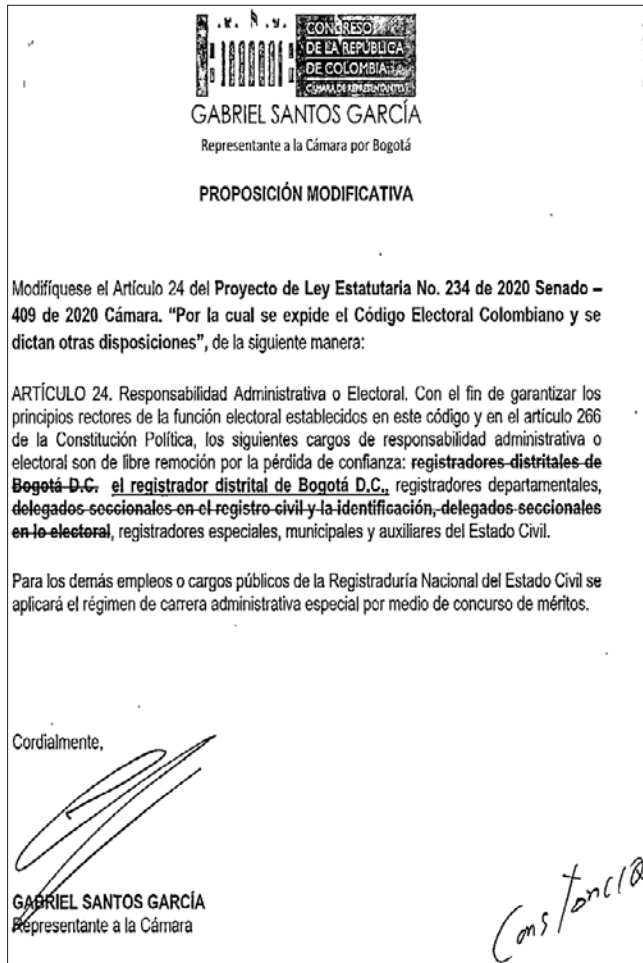 CONGRESO
DE LA REPÚBLICA
DE COLOMBIA
CÁMARA DE REPRESENTANTES
GABRIEL SANTOS GARCÍA
Representante a la Cámara por Bogotá
PROPOSICIÓN MODIFICATIVA
Modifíquese el Artículo 24 del Proyecto de Ley Estatutaria No. 234 de 2020 Senado –
409 de 2020 Cámara. “Por la cual se expide el Código Electoral Colombiano y se
dictan otras disposiciones”, de la siguiente manera:
ARTÍCULO 24. Responsabilidad Administrativa o Electoral. Con el fin de garantizar los
principios rectores de la función electoral establecidos en este código y en el artículo 266
de la Constitución Política, los siguientes cargos de responsabilidad administrativa o
electoral son de libre remoción por la pérdida de confianza: registradores distritales de
Bogotá D.C. el registrador distrital de Bogotá D.C., registradores departamentales,
delegados seccionales en el registro civil y la identificación, delegados seccionales
en lo electoral, registradores especiales, municipales y auxiliares del Estado Civil.
Para los demás empleos o cargos públicos de la Registraduría Nacional del Estado Civil se
aplicará el régimen de carrera administrativa especial por medio de concurso de méritos.
Cordialmente,
GABRIEL SANTOS GARCÍA
Representante a la Cámara
Constancia